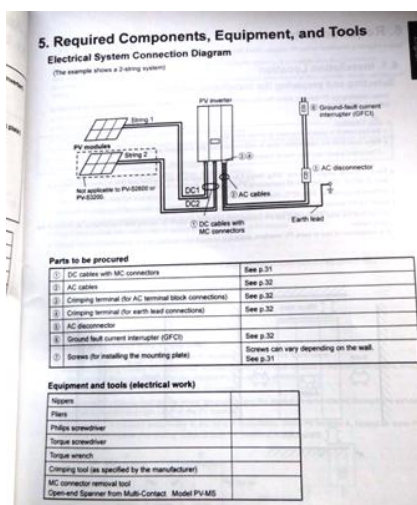 5. Required Components, Equipment, and Tools
Electrical System Connection Diagram
(The example shows a 2-string system)
PV inverter
String 1
④ Ground-fault current
interrupter (GFCI)
PV modules
String 2
③④
⑤ AC disconnector
Not applicable to PV-S2600 or
PV-S3200.
DC1
DC2
② AC cables
① DC cables with
MC connectors
Earth lead
Parts to be procured
① DC cables with MC connectors See p.31
② AC cables See p.32
③ Crimping terminal (for AC terminal block connections) See p.32
④ Crimping terminal (for earth lead connections) See p.32
⑤ AC disconnector
⑥ Ground fault current interrupter (GFCI) See p.32
⑦ Screws (for installing the mounting plate) Screws can vary depending on the wall.
See p.31
Equipment and tools (electrical work)
Nippers
Pliers
Philips screwdriver
Torque screwdriver
Torque wrench
Crimping tool (as specified by the manufacturer)
MC connector removal tool
Open-end Spanner from Multi-Contact Model PV-MS